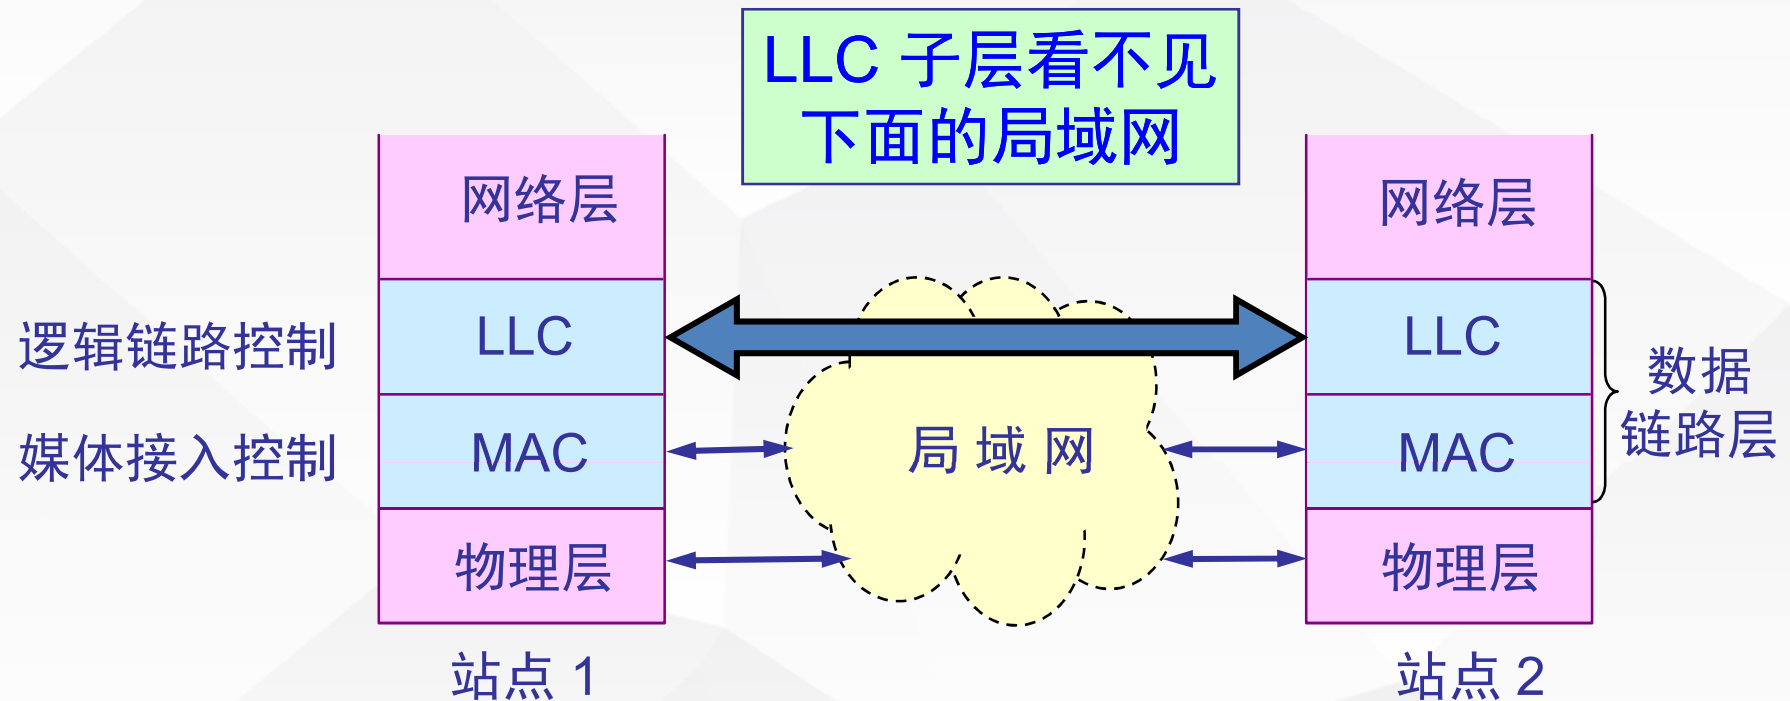 LLC 子层看不见
下面的局域网
网络层
网络层
逻辑链路控制
LLC
LLC
数据
链路层
媒体接入控制
MAC
局 域 网
MAC
物理层
物理层
站点 1
站点 2